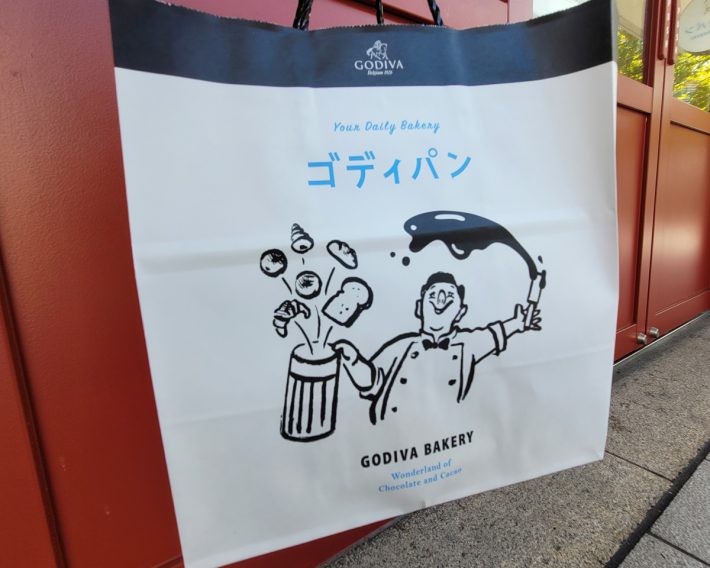 GODIVA
Belgium 1926
Your Daily Bakery
ゴディパン
GODIVA BAKERY
Wonderland of
Chocolate and Cacao